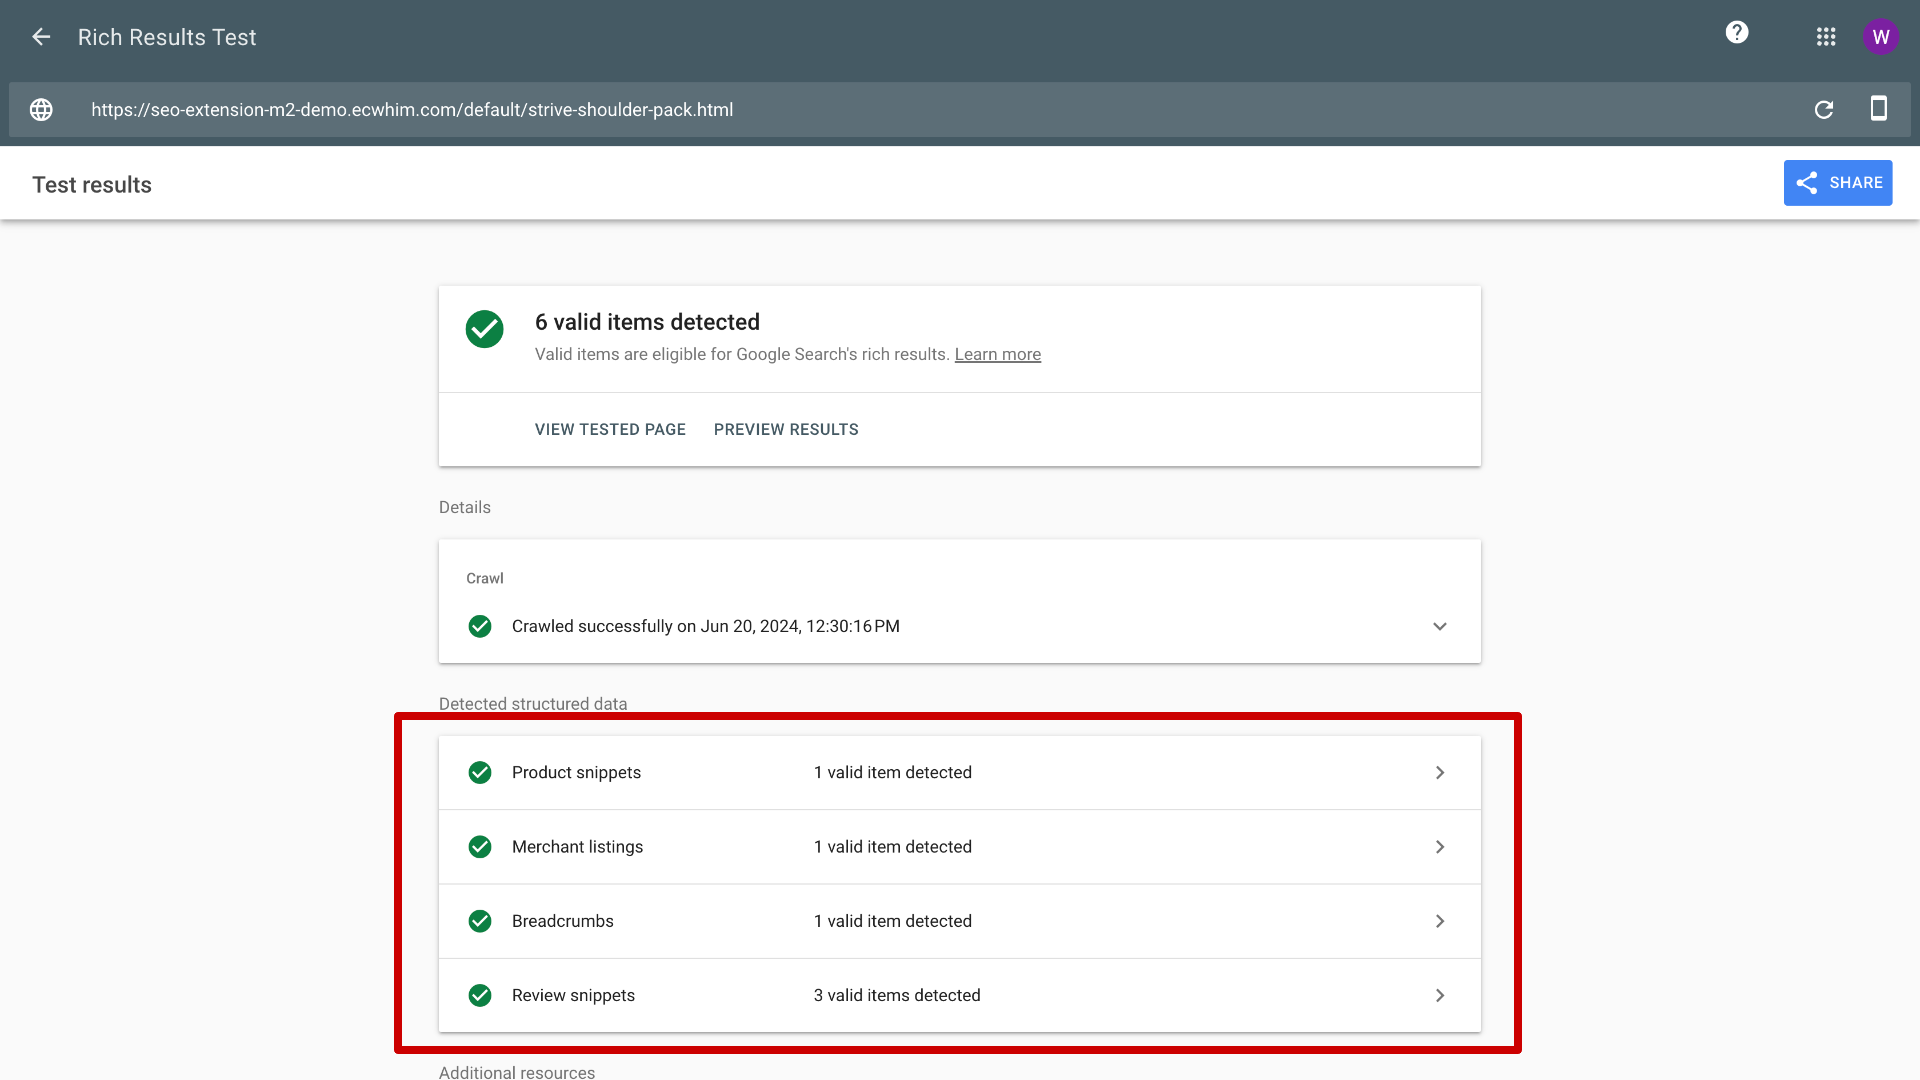 Rich Results Test
W
https://seo-extension-m2-demo.ecwhim.com/default/strive-shoulder-pack.html
Test results
SHARE
6 valid items detected
Valid items are eligible for Google Search's rich results. Learn more
VIEW TESTED PAGE PREVIEW RESULTS
Details
Crawl
Crawled successfully on Jun 20, 2024, 12:30:16 PM
Detected structured data
Product snippets 1 valid item detected
Merchant listings 1 valid item detected
Breadcrumbs 1 valid item detected
Review snippets 3 valid items detected
Additional resources